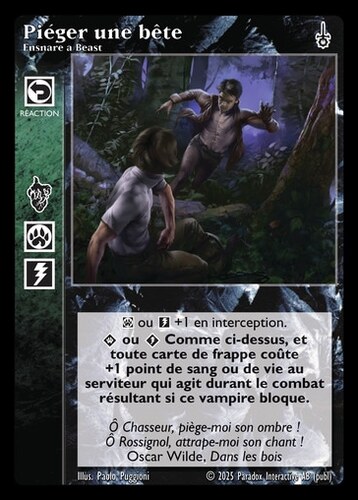 Piéger une bête
Ensnare a Beast
RÉACTION
ou +1 en interception.
ou Comme ci-dessus, et
toute carte de frappe coûte
+1 point de sang ou de vie au
serviteur qui agit durant le combat
résultant si ce vampire bloque.
Ô Chasseur, piège-moi son ombre !
Ô Rossignol, attrape-moi son chant !
Oscar Wilde, Dans les bois
Illus. Paolo Puggioni © 2025 Paradox Interactive AB (publ)